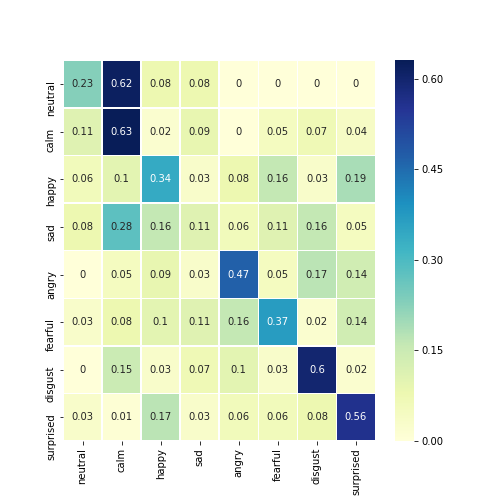 neutral 0.23 0.62 0.08 0.08 0 0 0 0
calm 0.11 0.63 0.02 0.09 0 0.05 0.07 0.04
happy 0.06 0.1 0.34 0.03 0.08 0.16 0.03 0.19
sad 0.08 0.28 0.16 0.11 0.06 0.11 0.16 0.05
angry 0 0.05 0.09 0.03 0.47 0.05 0.17 0.14
fearful 0.03 0.08 0.1 0.11 0.16 0.37 0.02 0.14
disgust 0 0.15 0.03 0.07 0.1 0.03 0.6 0.02
surprised 0.03 0.01 0.17 0.03 0.06 0.06 0.08 0.56
neutral calm happy sad angry fearful disgust surprised
0.60
0.45
0.30
0.15
0.00